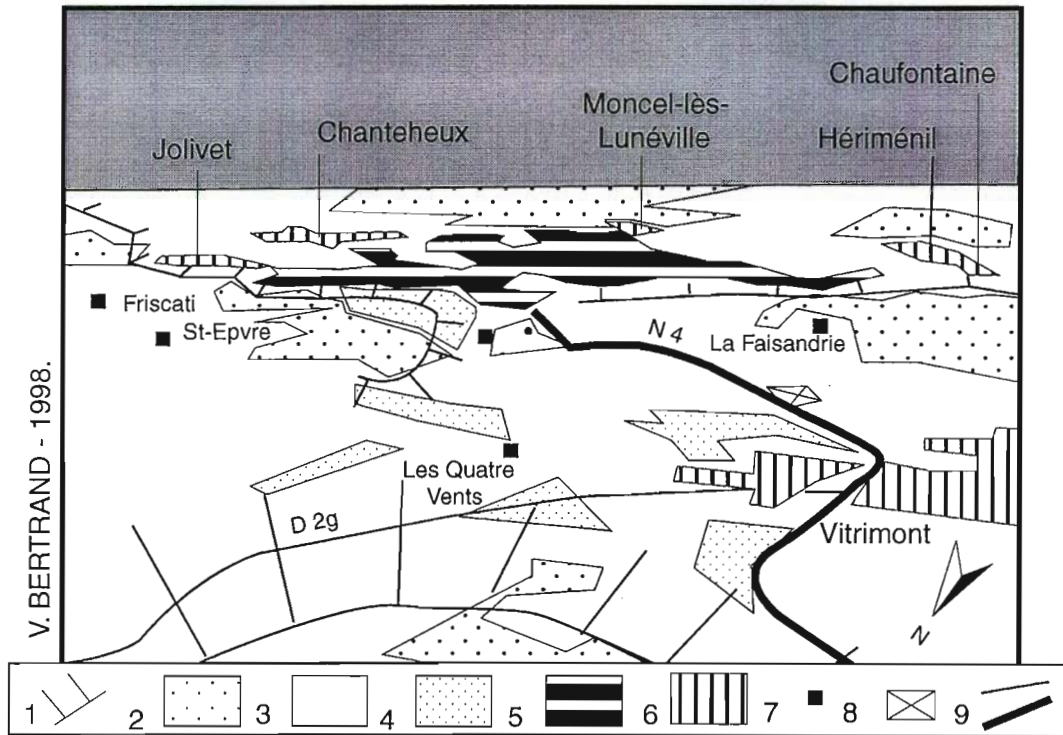 Chaufontaine
Moncel-lès-
Lunéville
Hériménil
Chanteheux
Jolivet
Friscati
St-Epvre
N 4
La Faisandrie
Les Quatre
Vents
D 2g
Vitrimont
N
V. BERTRAND - 1998.
1 2 3 4 5 6 7 8 9